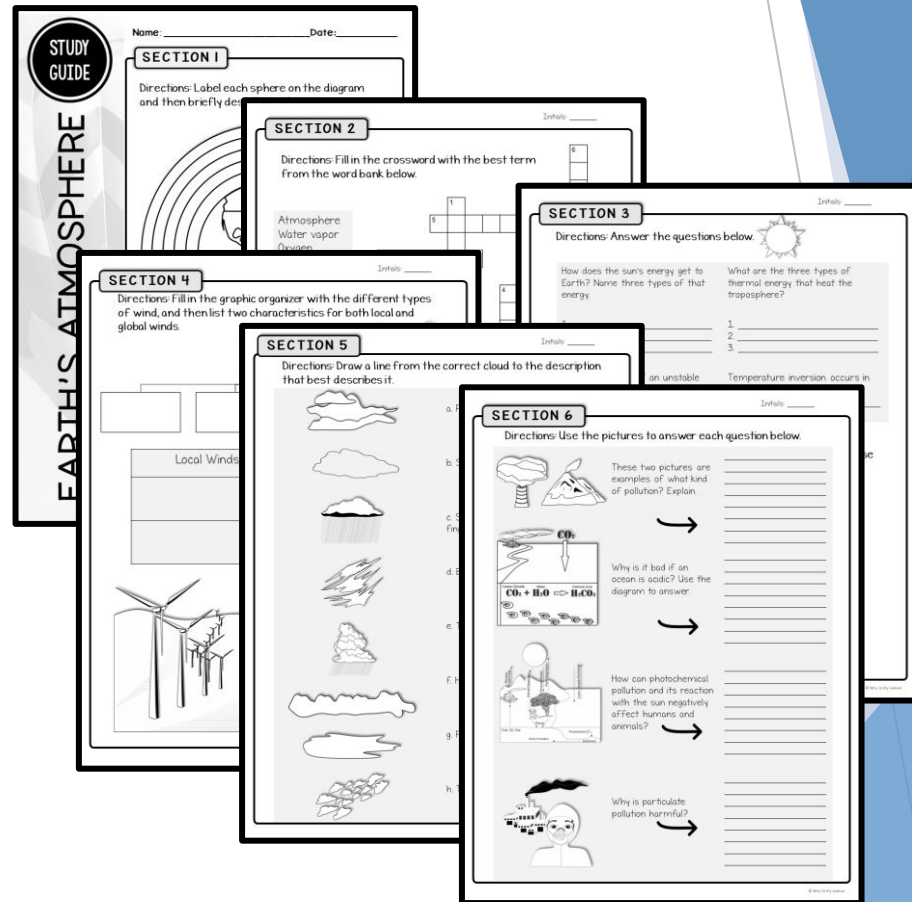 STUDY
GUIDE
EARTH'S ATMOSPHERE
Name: Date:
SECTION 1
Directions: Label each sphere on the diagram
and then briefly
Initials:
SECTION 2
Directions: Fill in the crossword with the best term
from the word bank below.
Atmosphere
Water vapor
Oxygen
1
5
6
4
Initials:
SECTION 3
Directions: Answer the questions below.
How does the sun's energy get to
Earth? Name three types of that
energy.
What are the three types of
thermal energy that heat the
troposphere?
1.
2.
3.
an unstable
Temperature inversion occurs in
Initials:
SECTION 4
Directions: Fill in the graphic organizer with the different types
of wind, and then list two characteristics for both local and
global winds.
Local Winds
Initials:
SECTION 5
Directions: Draw a line from the correct cloud to the description
that best describes it.
a.
b.
c.
d.
e.
f.
g.
h.
Initials:
SECTION 6
Directions: Use the pictures to answer each question below.
These two pictures are
examples of what kind
of pollution? Explain.
CO₂
CO₂ + H₂O ⇨ H₂CO₃
Why is it bad if an
ocean is acidic? Use the
diagram to answer.
How can photochemical
pollution and its reaction
with the sun negatively
affect humans and
animals?
Why is particulate
pollution harmful?